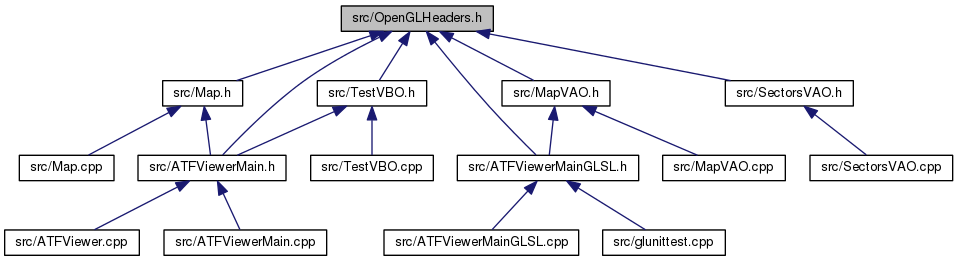 src/OpenGLHeaders.h
src/Map.h
src/TestVBO.h
src/MapVAO.h
src/SectorsVAO.h
src/Map.cpp
src/ATFViewerMain.h
src/TestVBO.cpp
src/ATFViewerMainGLSL.h
src/MapVAO.cpp
src/SectorsVAO.cpp
src/ATFViewer.cpp
src/ATFViewerMain.cpp
src/ATFViewerMainGLSL.cpp
src/glunittest.cpp